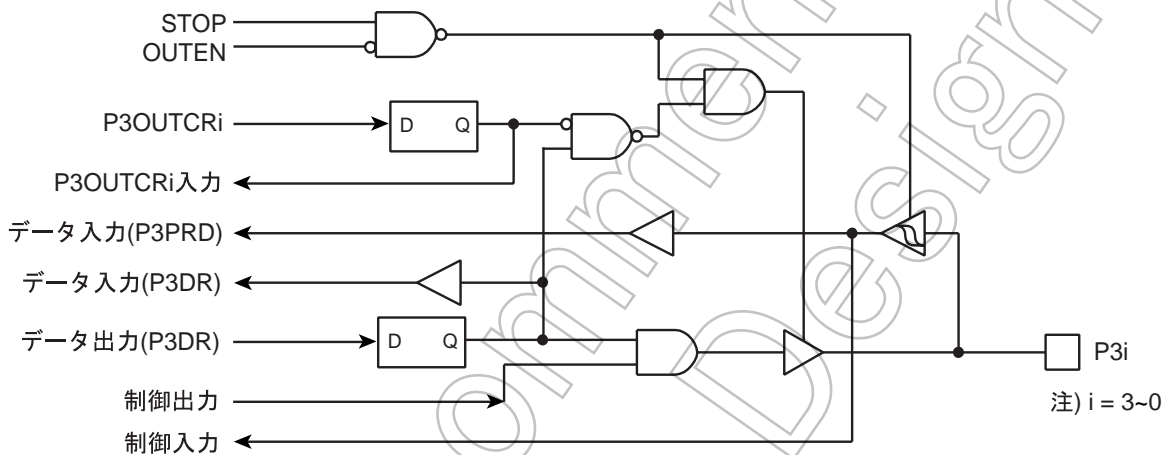 STOP
OUTEN
P3OUTCRi
D Q
P3OUTCRi入力
データ入力(P3PRD)
データ入力(P3DR)
データ出力(P3DR)
D Q
P3i
制御出力
注) i = 3~0
制御入力
ommen
Design